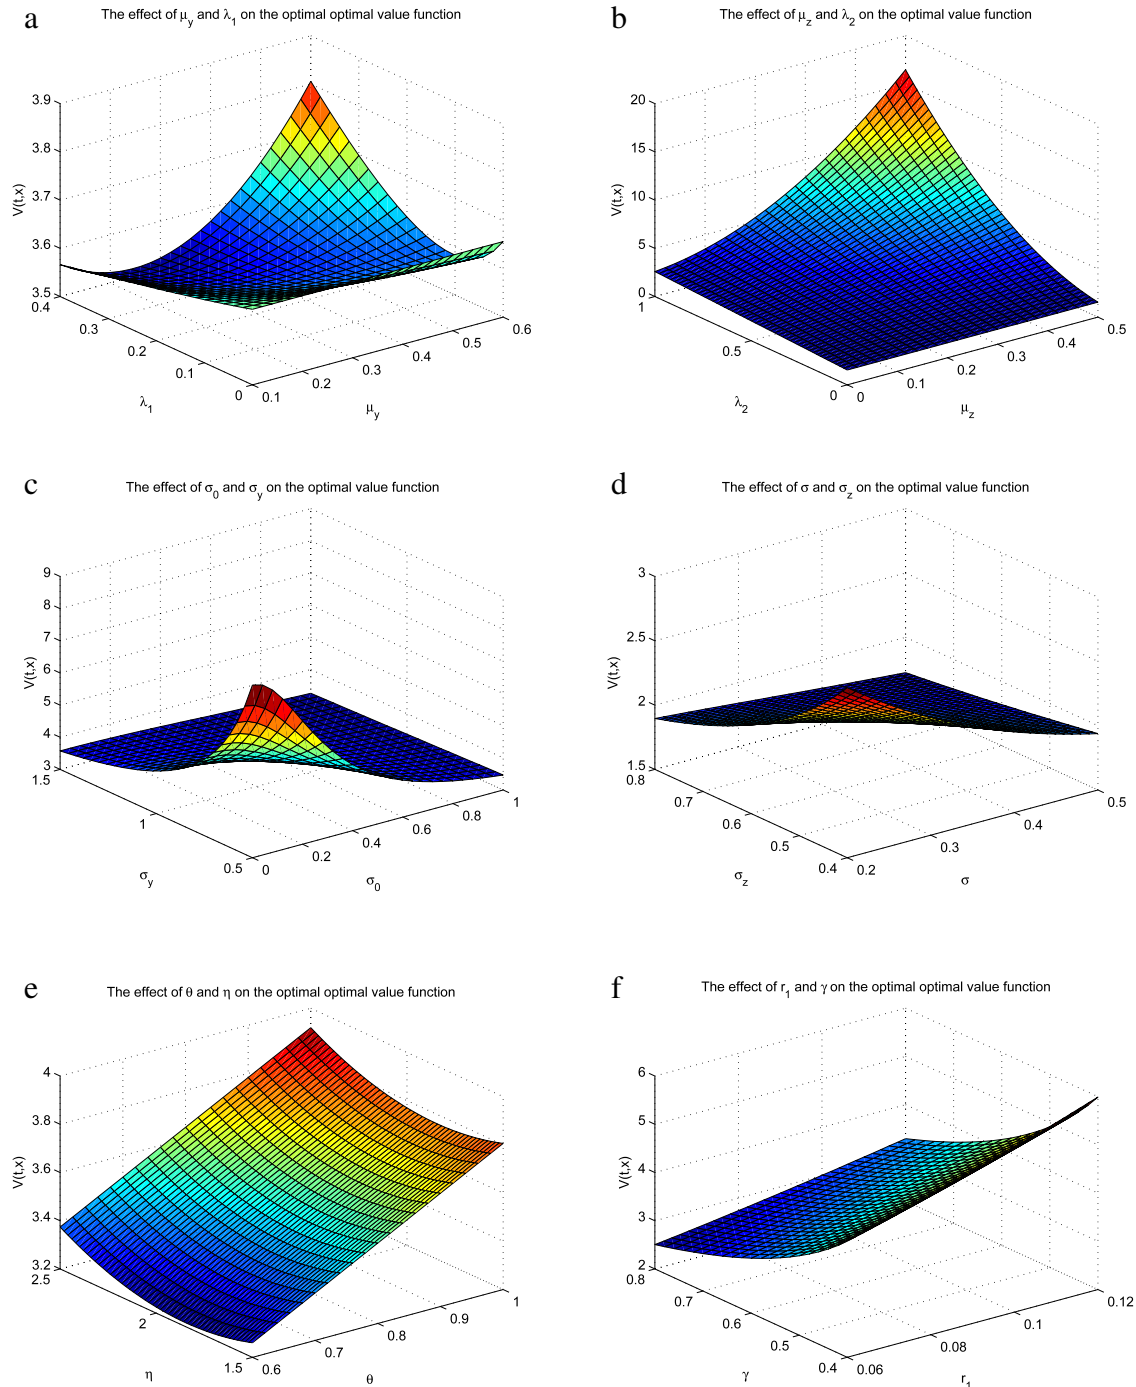 a
The effect of μy and λ1 on the optimal optimal value function
3.9
3.8
3.7
3.6
3.5
V(t,x)
0.4
0.3
0.2
0.1
0
λ1
0.1
0.2
0.3
0.4
0.5
0.6
μy
b
The effect of μz and λ2 on the optimal value function
20
15
10
5
0
V(t,x)
1
0.5
0
λ2
0
0.1
0.2
0.3
0.4
0.5
μz
c
The effect of σ0 and σy on the optimal value function
9
8
7
6
5
4
3
V(t,x)
1.5
1
0.5
σy
0
0.2
0.4
0.6
0.8
1
σ0
d
The effect of σ and σz on the optimal value function
3
2.5
2
1.5
V(t,x)
0.8
0.7
0.6
0.5
0.4
σz
0.2
0.3
0.4
0.5
σ
e
The effect of θ and η on the optimal optimal value function
4
3.8
3.6
3.4
3.2
V(t,x)
2.5
2
1.5
η
0.6
0.7
0.8
0.9
1
θ
f
The effect of r1 and γ on the optimal optimal value function
6
5
4
3
2
V(t,x)
0.8
0.7
0.6
0.5
0.4
γ
0.06
0.08
0.1
0.12
r1